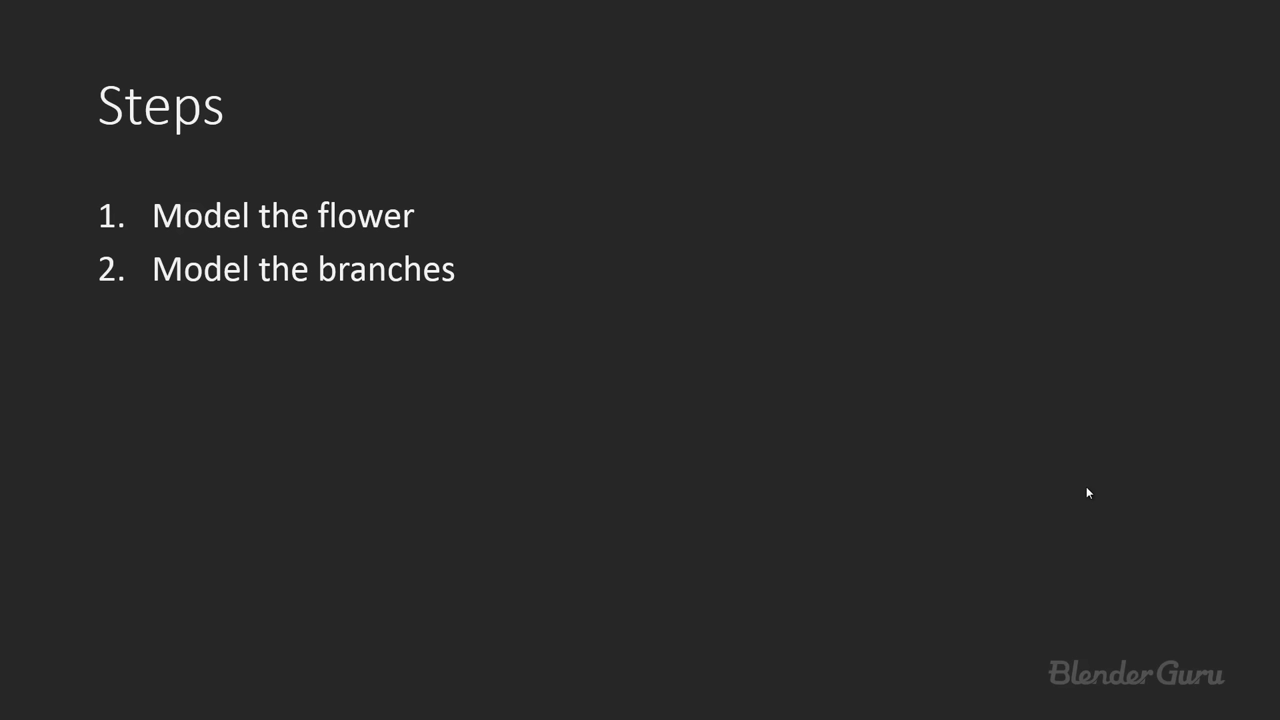 Steps
1. Model the flower
2. Model the branches
Blender Guru